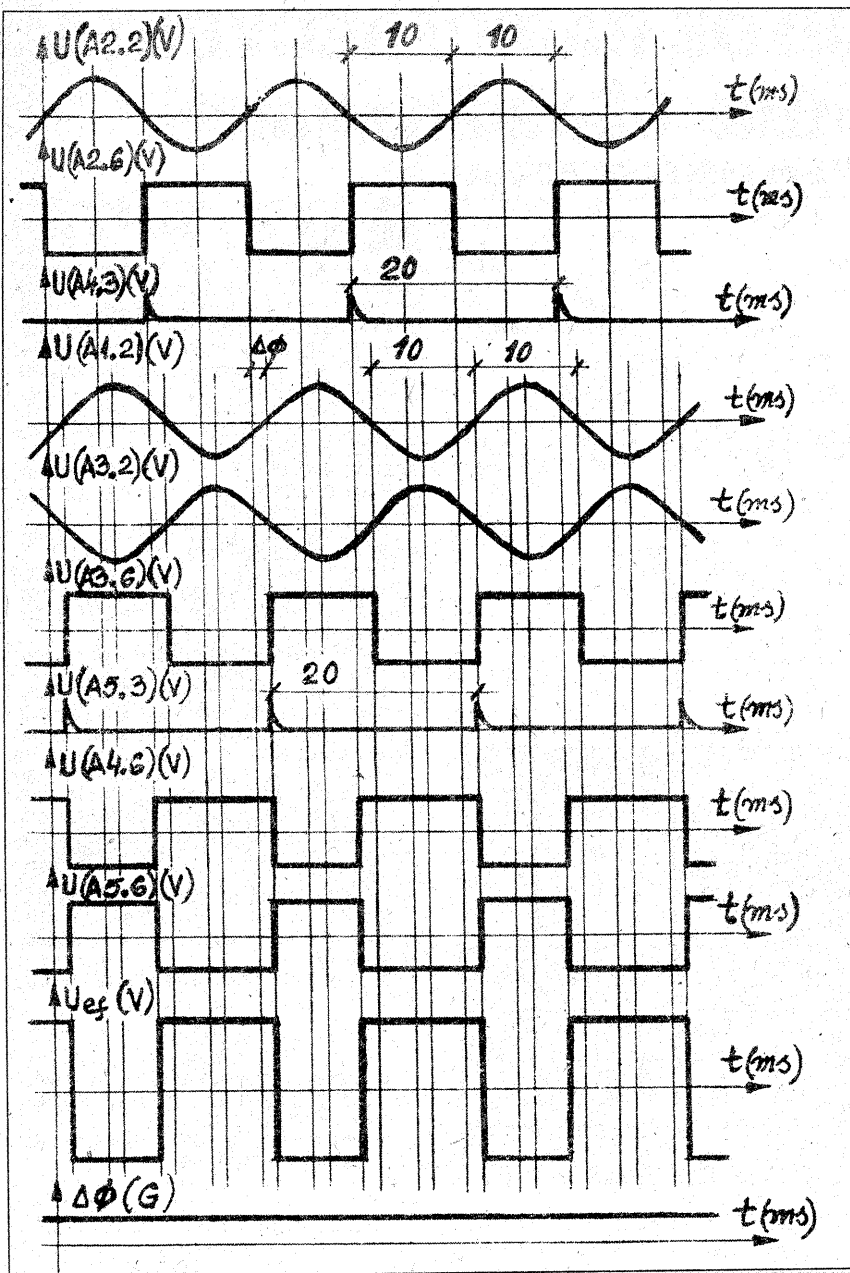 U(A2.2)(V)
10 10
t(ms)
U(A2.6)(V)
t(ms)
U(A4.3)(V)
20
t(ms)
U(A1.2)(V)
Δϕ
10 10
t(ms)
U(A3.2)(V)
t(ms)
U(A3.6)(V)
t(ms)
U(A5.3)(V)
20
t(ms)
U(A4.6)(V)
t(ms)
U(A5.6)(V)
t(ms)
Uef (V)
t(ms)
Δϕ(G)
t(ms)